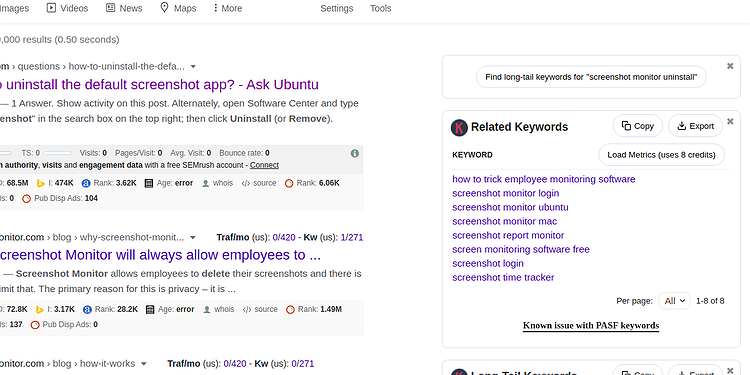 Images Videos News Maps More Settings Tools
,000 results (0.50 seconds)
om › questions › how-to-uninstall-the-defa...
o uninstall the default screenshot app? - Ask Ubuntu
— 1 Answer. Show activity on this post. Alternately, open Software Center and type
enshot" in the search box on the top right; then click Uninstall (or Remove).
TS: 0 Visits: 0 Pages/Visit: 0 Avg. Visit: 0 Bounce rate: 0
n authority, visits and engagement data with a free SEMrush account - Connect
D: 68.5M I: 474K Rank: 3.62K Age: error whois source Rank: 6.06K
ds: 0 Pub Disp Ads: 104
onitor.com › blog › why-screenshot-monit... Traf/mo (us): 0/420 - Kw (us): 1/271
creenshot Monitor will always allow employees to ...
— Screenshot Monitor allows employees to delete their screenshots and there is
imit that. The primary reason for this is privacy – it is ...
D: 72.8K I: 3.17K Rank: 28.2K Age: error whois source Rank: 1.49M
ds: 137 Pub Disp Ads: 0
onitor.com › blog › how-it-works Traf/mo (us): 0/420 - Kw (us): 0/271
Find long-tail keywords for "screenshot monitor uninstall"
Related Keywords Copy Export
KEYWORD Load Metrics (uses 8 credits)
how to trick employee monitoring software
screenshot monitor login
screenshot monitor ubuntu
screenshot monitor mac
screenshot report monitor
screen monitoring software free
screenshot login
screenshot time tracker
Per page: All 1-8 of 8
Known issue with PASF keywords
Long-Tail Keywords Copy Export